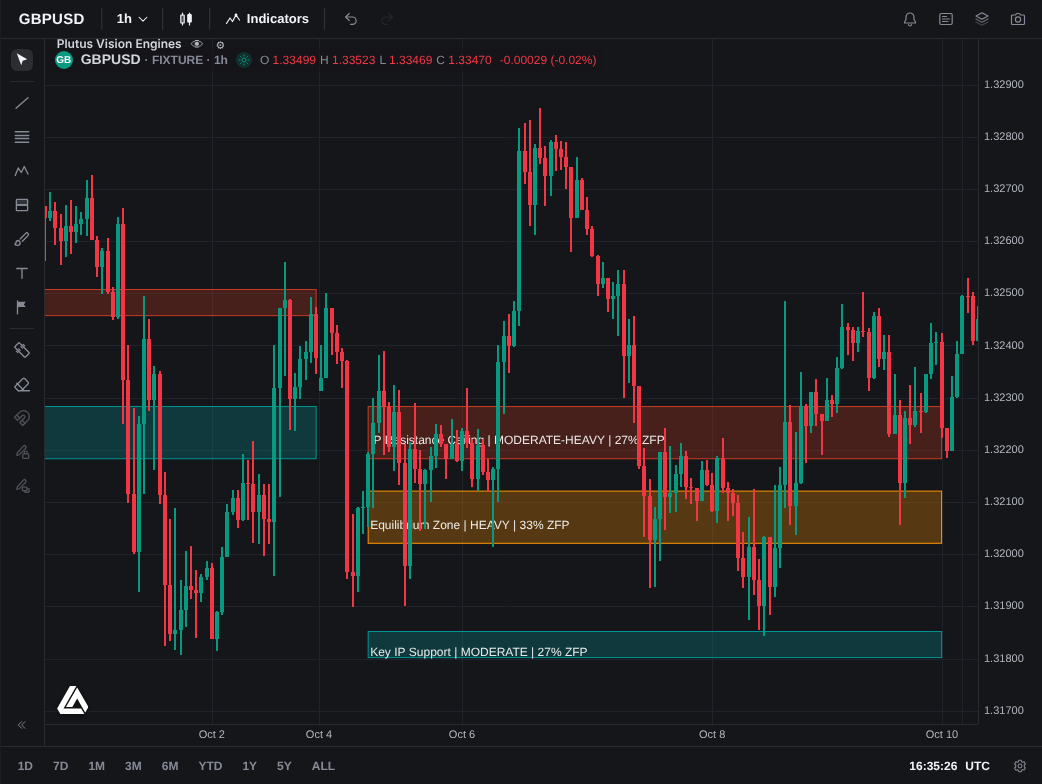 GBPUSD 1h Indicators
Plutus Vision Engines
GB GBPUSD · FIXTURE · 1h O 1.33499 H 1.33523 L 1.33469 C 1.33470 -0.00029 (-0.02%)
1.32900
1.32800
1.32700
1.32600
1.32500
1.32400
1.32300
IP Resistance Ceiling | MODERATE-HEAVY | 27% ZFP
1.32200
1.32100
Equilibrium Zone | HEAVY | 33% ZFP
1.32000
1.31900
Key IP Support | MODERATE | 27% ZFP
1.31800
1.31700
Oct 2 Oct 4 Oct 6 Oct 8 Oct 10
1D 7D 1M 3M 6M YTD 1Y 5Y ALL 16:35:26 UTC